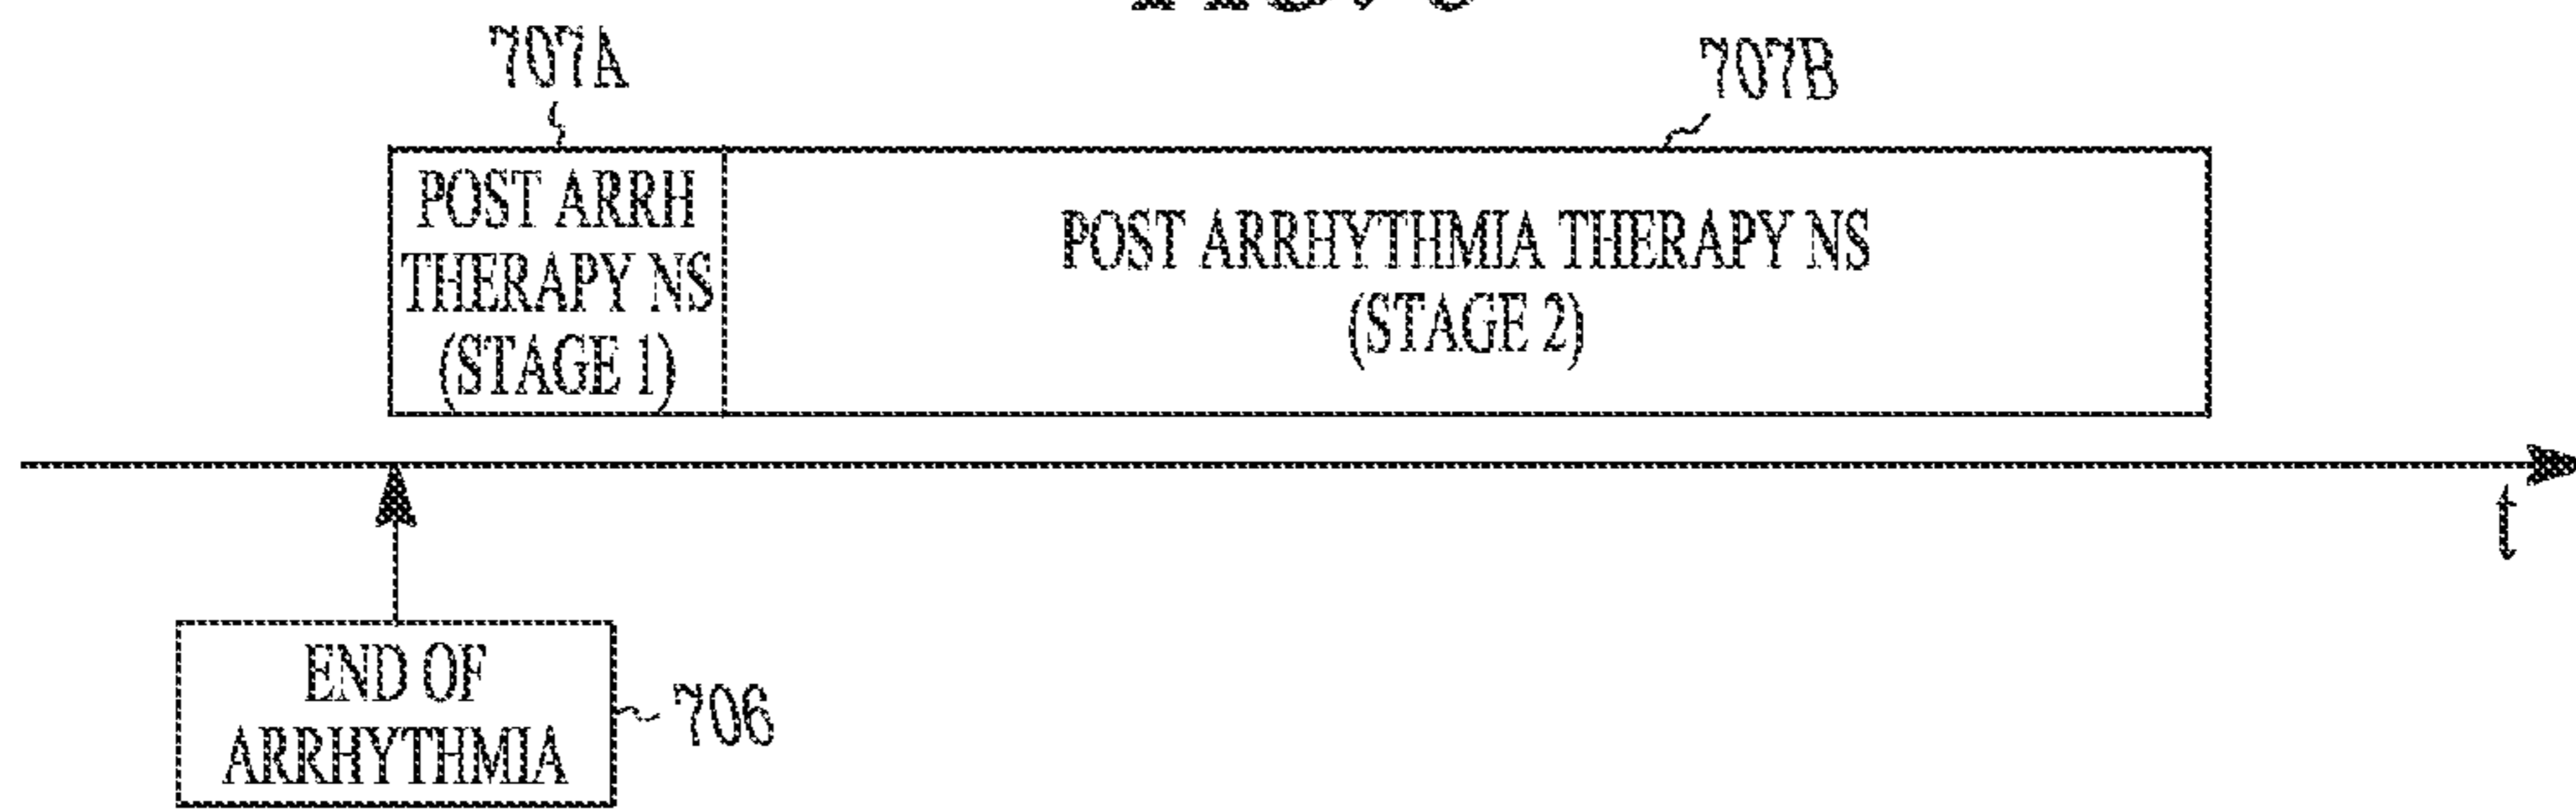 707A
707B
POST ARRH
THERAPY NS
(STAGE 1)
POST ARRHYTHMIA THERAPY NS
(STAGE 2)
t
END OF
ARRHYTHMIA
706